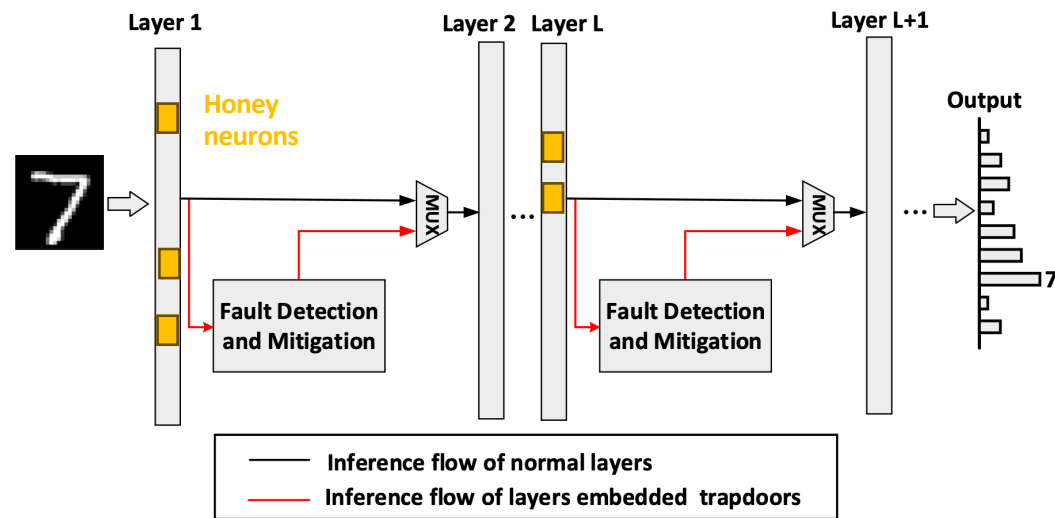 Layer 1
Layer 2
Layer L
Layer L+1
Honey
neurons
Output
7
MUX
MUX
...
...
7
Fault Detection
and Mitigation
Fault Detection
and Mitigation
Inference flow of normal layers
Inference flow of layers embedded trapdoors